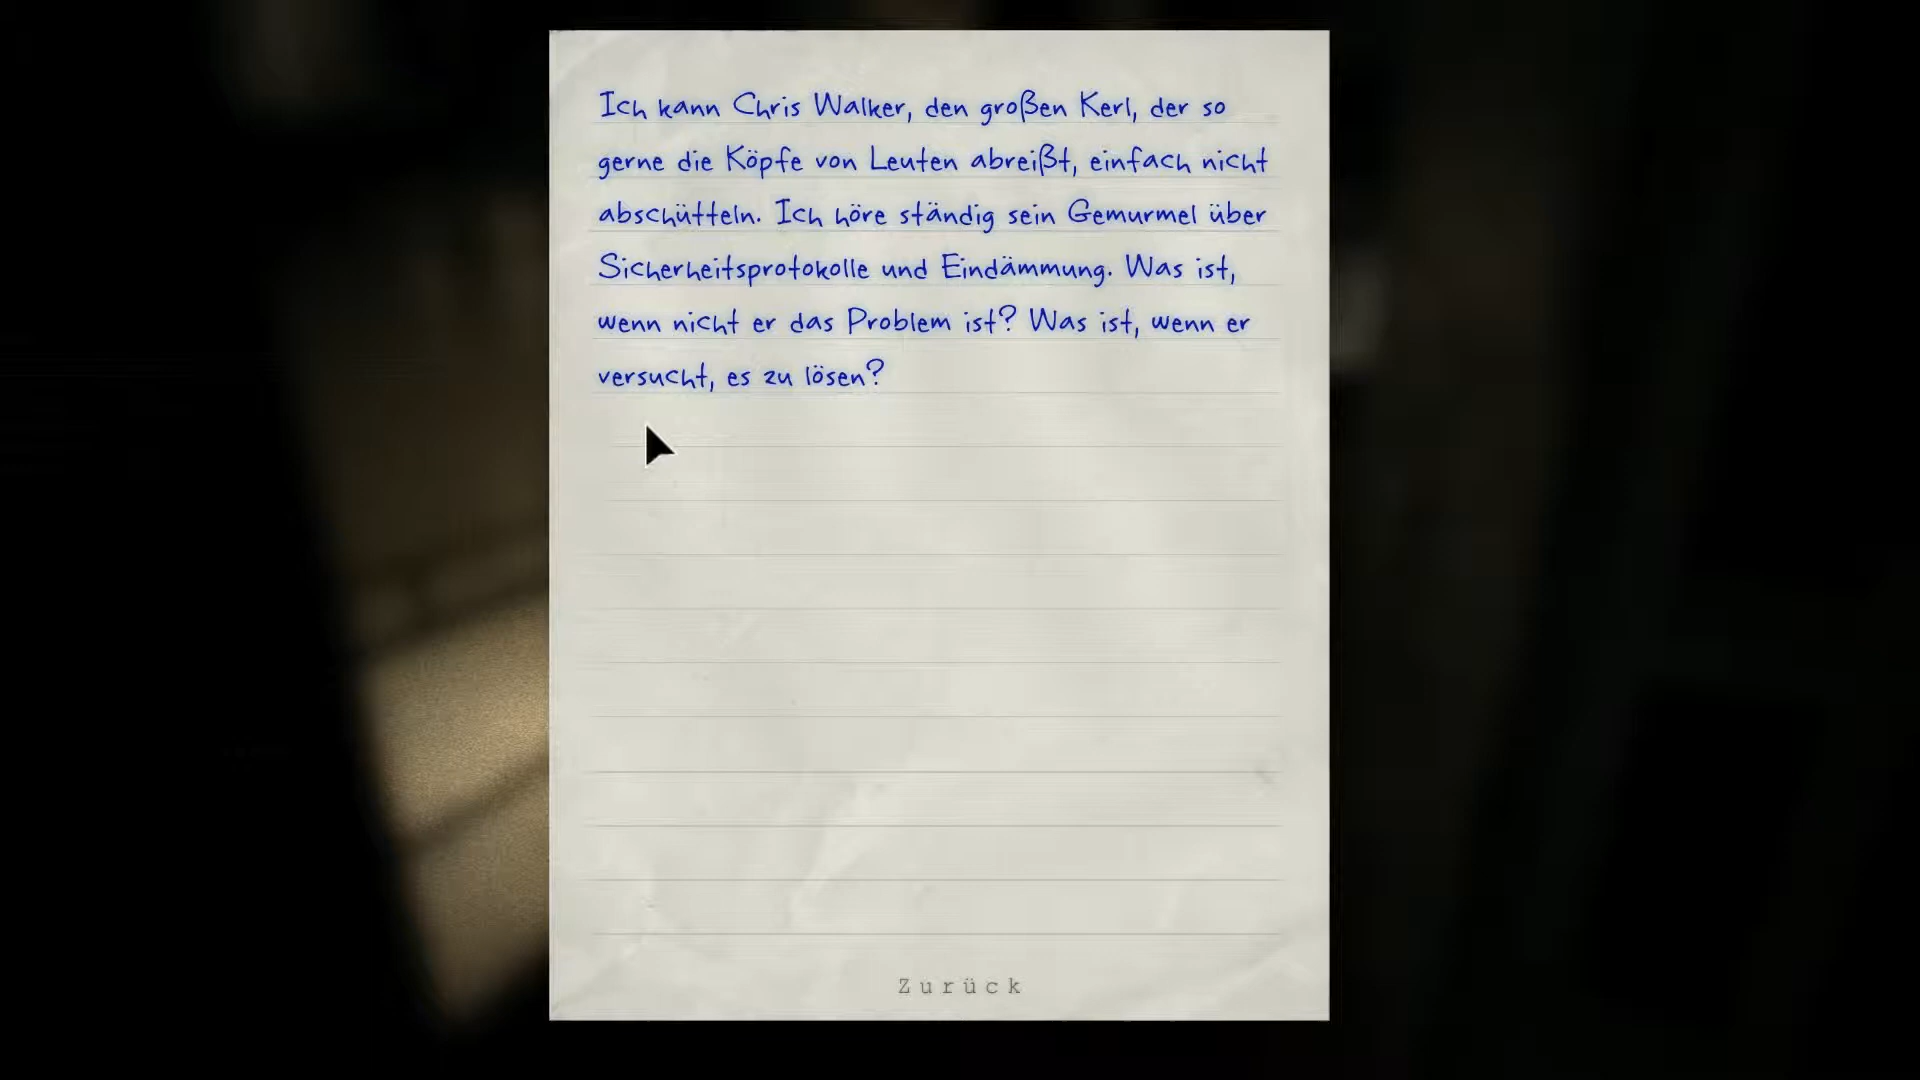 Ich kann Chris Walker, den großen Kerl, der so
gerne die Köpfe von Leuten abreißt, einfach nicht
abschütteln. Ich höre ständig sein Gemurmel über
Sicherheitsprotokolle und Eindämmung. Was ist,
wenn nicht er das Problem ist? Was ist, wenn er
versucht, es zu lösen?
Zurück